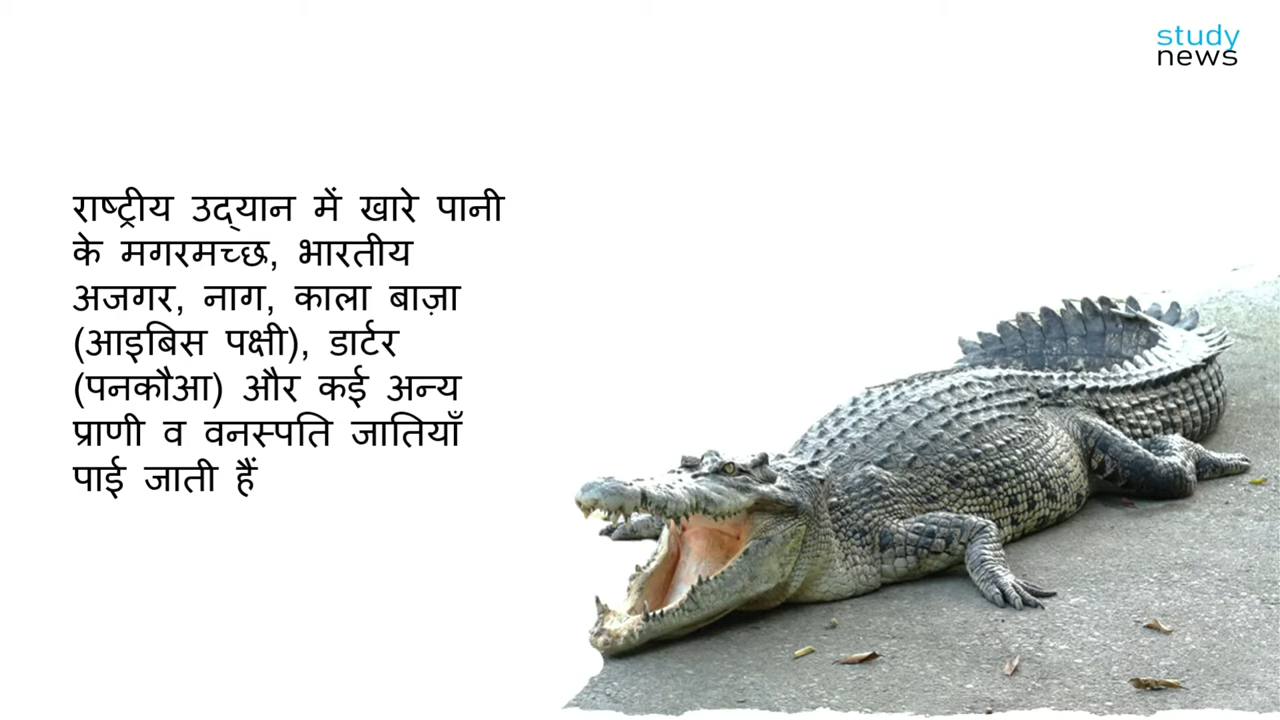 study
news
राष्ट्रीय उद्‌यान में खारे पानी
के मगरमच्छ, भारतीय
अजगर, नाग, काला बाज़ा
(आइबिस पक्षी), डार्टर
(पनकौआ) और कई अन्य
प्राणी व वनस्पति जातियाँ
पाई जाती हैं